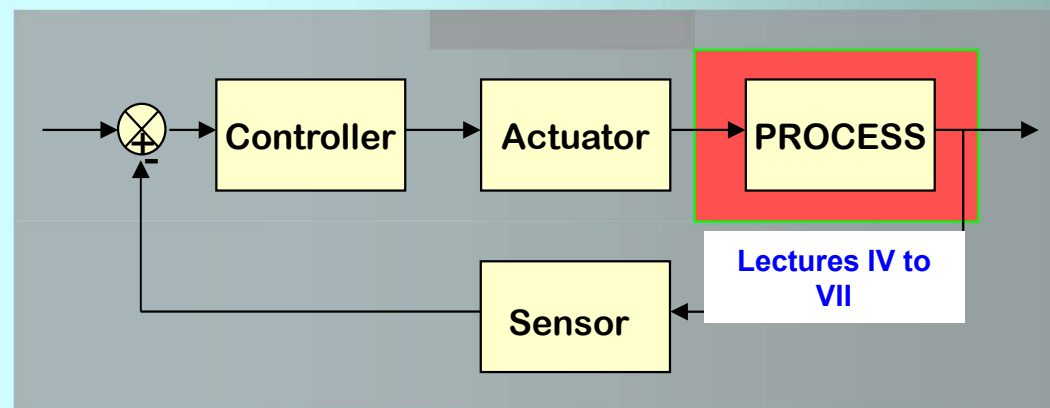 Controller
Actuator
PROCESS
+
-
Lectures IV to
VII
Sensor